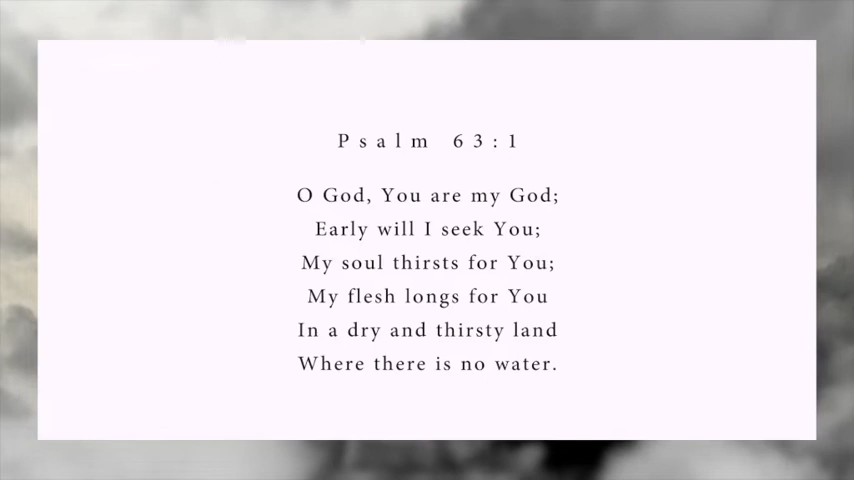 Psalm 63:1
O God, You are my God;
Early will I seek You;
My soul thirsts for You;
My flesh longs for You
In a dry and thirsty land
Where there is no water.